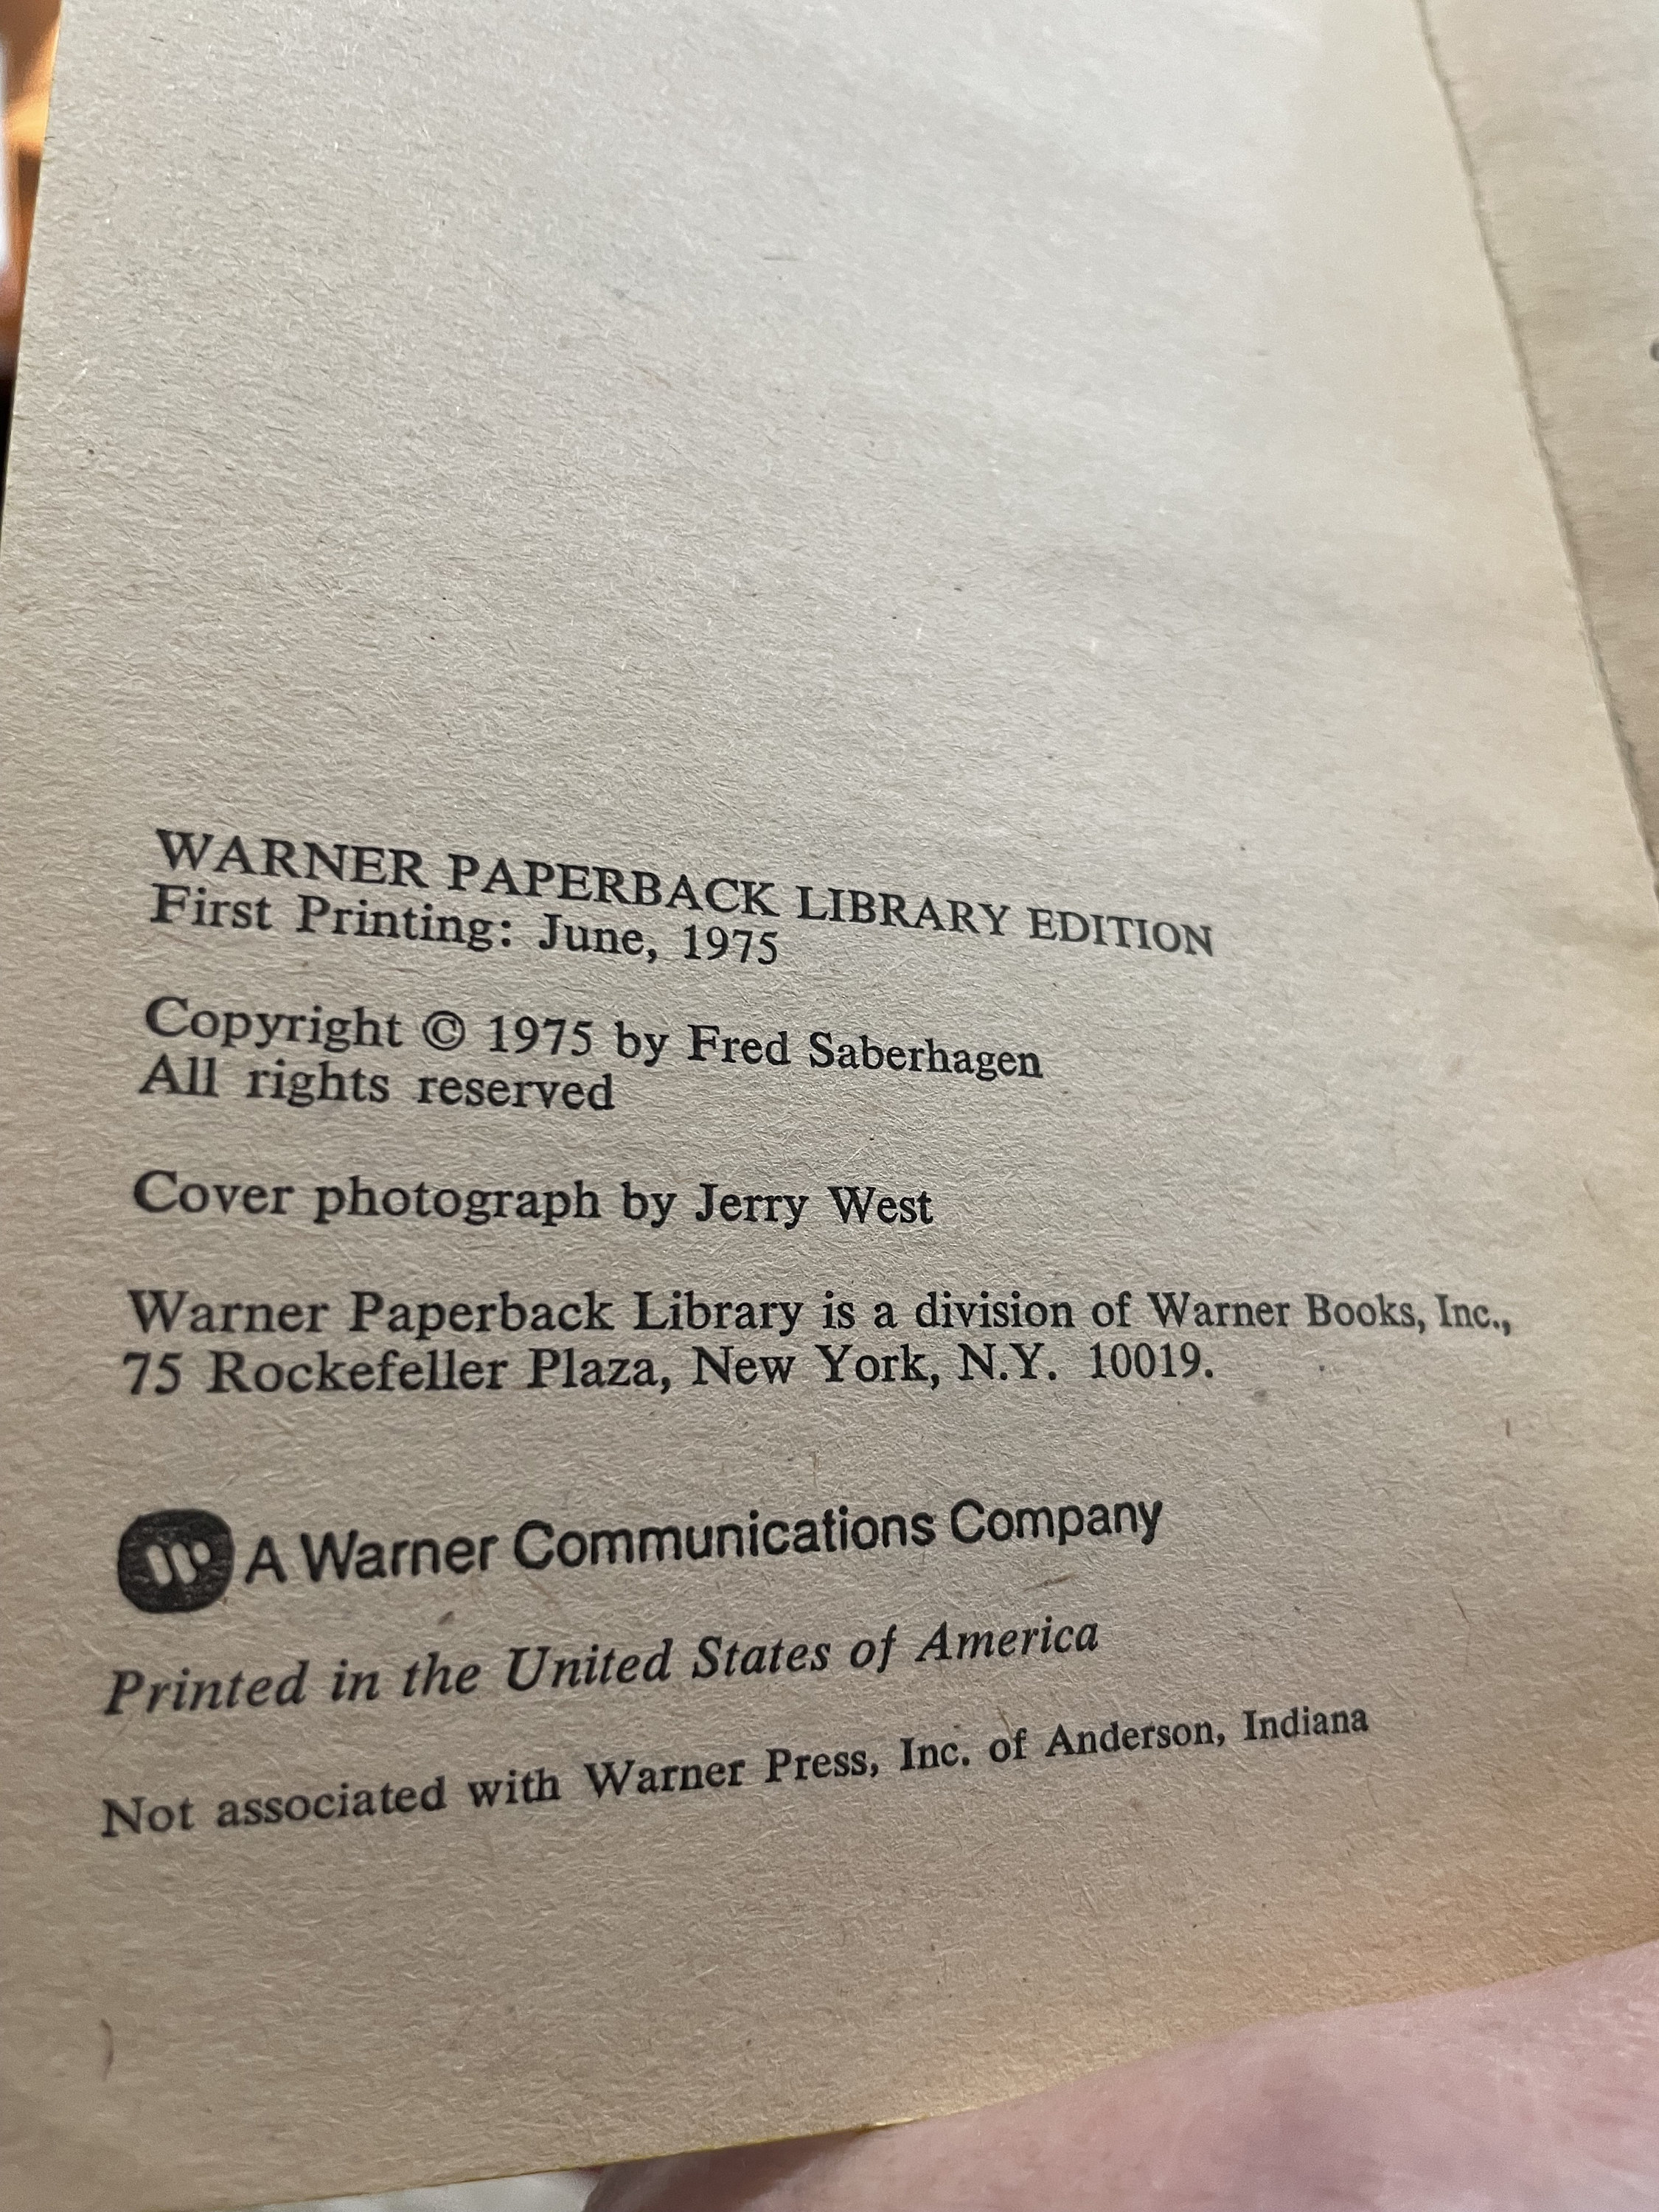 WARNER PAPERBACK LIBRARY EDITION
First Printing: June, 1975
Copyright © 1975 by Fred Saberhagen
All rights reserved
Cover photograph by Jerry West
Warner Paperback Library is a division of Warner Books, Inc.,
75 Rockefeller Plaza, New York, N.Y. 10019.
A Warner Communications Company
Printed in the United States of America
Not associated with Warner Press, Inc. of Anderson, Indiana